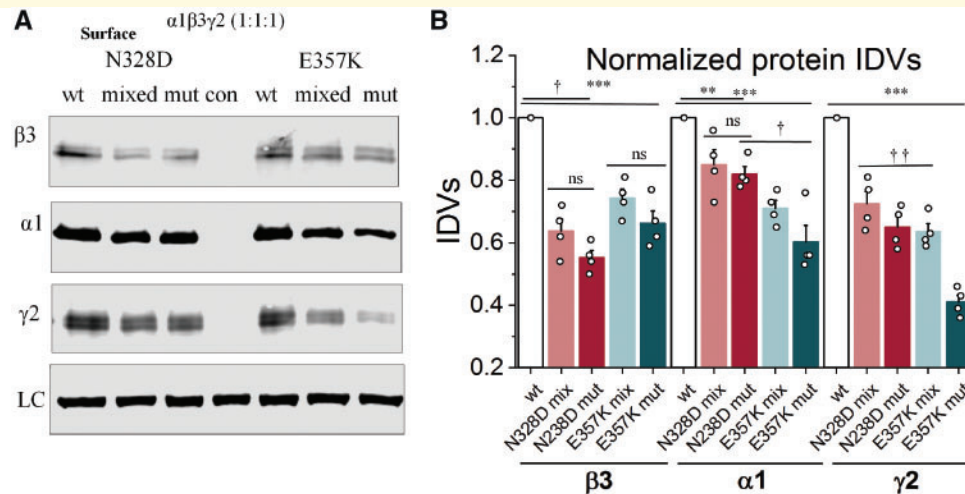 A
α1β3γ2 (1:1:1)
Surface
N328D
E357K
wt mixed mut con wt mixed mut
β3
α1
γ2
LC
B
Normalized protein IDVs
IDVs
1.2
1.0
0.8
0.6
0.4
0.2
† *** ** *** ***
ns ns ns † ††
wt
N328D mix
N238D mut
E357K mix
E357K mut
wt
N328D mix
N238D mut
E357K mix
E357K mut
wt
N328D mix
N238D mut
E357K mix
E357K mut
β3
α1
γ2